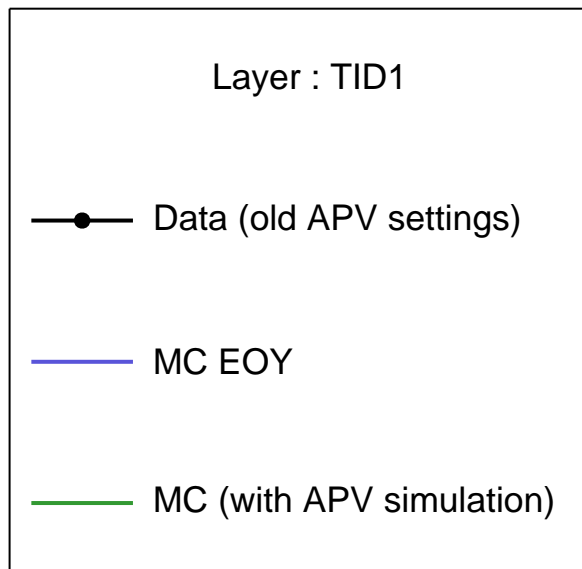 Layer : TID1
Data (old APV settings)
MC EOY
MC (with APV simulation)